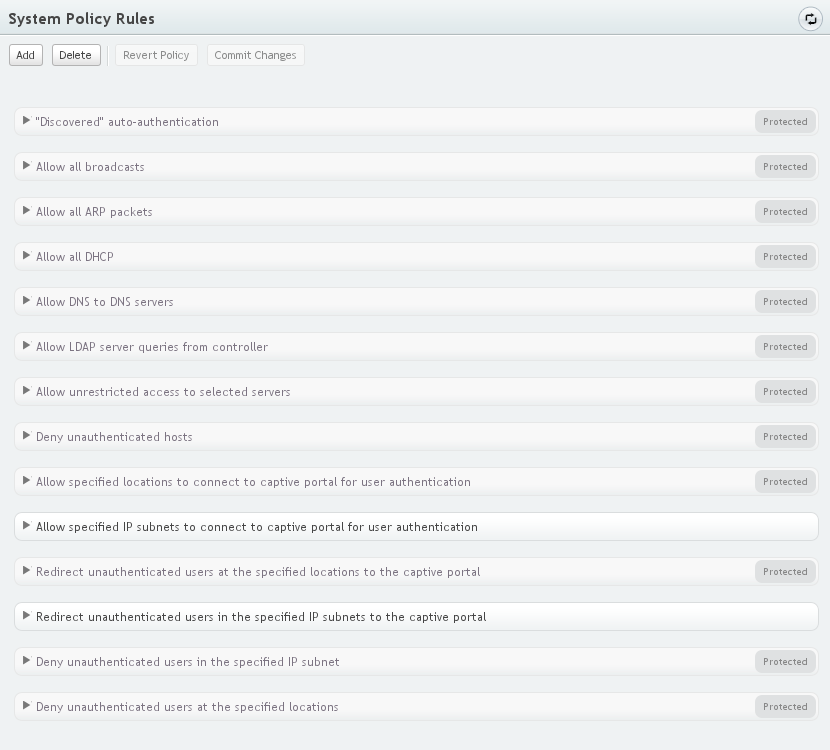 System Policy Rules
Add Delete Revert Policy Commit Changes
"Discovered" auto-authentication Protected
Allow all broadcasts Protected
Allow all ARP packets Protected
Allow all DHCP Protected
Allow DNS to DNS servers Protected
Allow LDAP server queries from controller Protected
Allow unrestricted access to selected servers Protected
Deny unauthenticated hosts Protected
Allow specified locations to connect to captive portal for user authentication Protected
Allow specified IP subnets to connect to captive portal for user authentication
Redirect unauthenticated users at the specified locations to the captive portal Protected
Redirect unauthenticated users in the specified IP subnets to the captive portal
Deny unauthenticated users in the specified IP subnet Protected
Deny unauthenticated users at the specified locations Protected